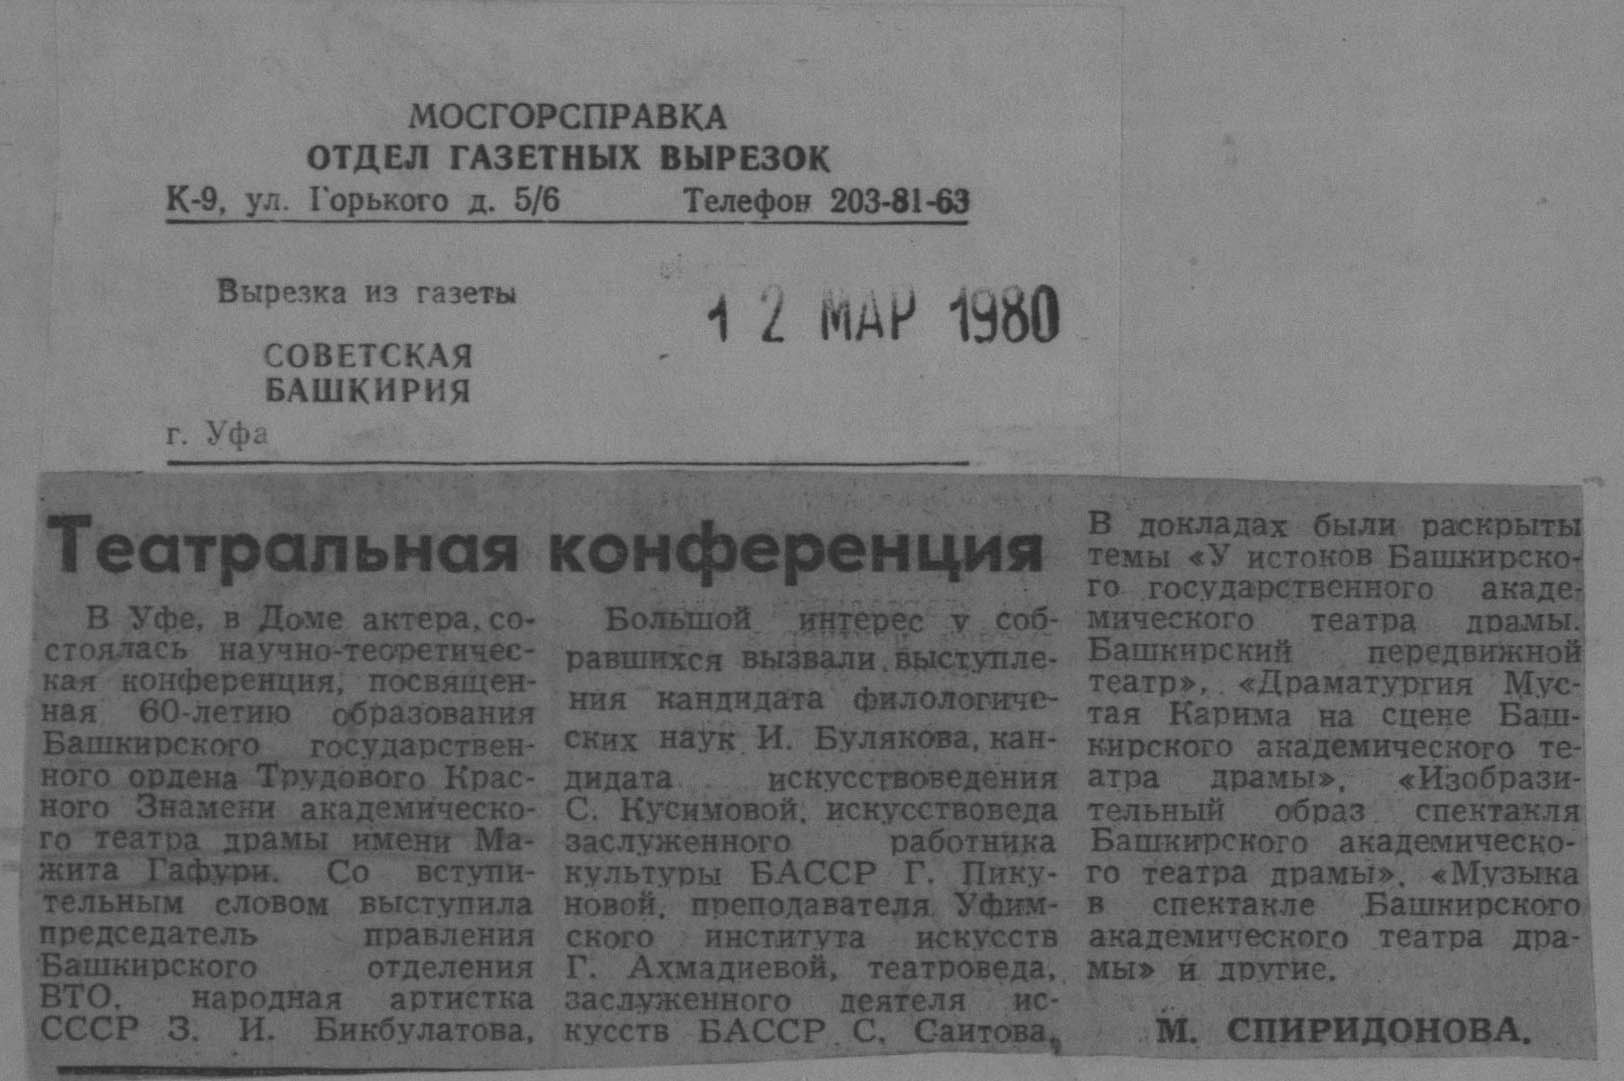 МОСГОРСПРАВКА
ОТДЕЛ ГАЗЕТНЫХ ВЫРЕЗОК
К-9, ул. Горького д. 5/6 Телефон 203-81-63
Вырезка из газеты
12 МАР 1980
СОВЕТСКАЯ
БАШКИРИЯ
г. Уфа
Театральная конференция
В Уфе, в Доме актера, со-
стоялась научно-теоретичес-
кая конференция, посвящен-
ная 60-летию образования
Башкирского государствен-
ного ордена Трудового Крас-
ного Знамени академическо-
го театра драмы имени Ма-
жита Гафури. Со вступи-
тельным словом выступила
председатель правления
Башкирского отделения
ВТО, народная артистка
СССР З. И. Бикбулатова,
Большой интерес у соб-
равшихся вызвали выступле-
ния кандидата филологиче-
ских наук И. Булякова, кан-
дидата искусствоведения
С. Кусимовой, искусствоведа
заслуженного работника
культуры БАССР Г. Пику-
новой, преподавателя Уфим-
ского института искусств
Г. Ахмадиевой, театроведа,
заслуженного деятеля ис-
кусств БАССР С. Саитова,
В докладах были раскрыты
темы «У истоков Башкирско-
го государственного акаде-
мического театра драмы.
Башкирский передвижной
театр», «Драматургия Мус-
тая Карима на сцене Баш-
кирского академического те-
атра драмы», «Изобрази-
тельный образ спектакля
Башкирского академическо-
го театра драмы», «Музыка
в спектакле Башкирского
академического театра дра-
мы» и другие.
М. СПИРИДОНОВА.